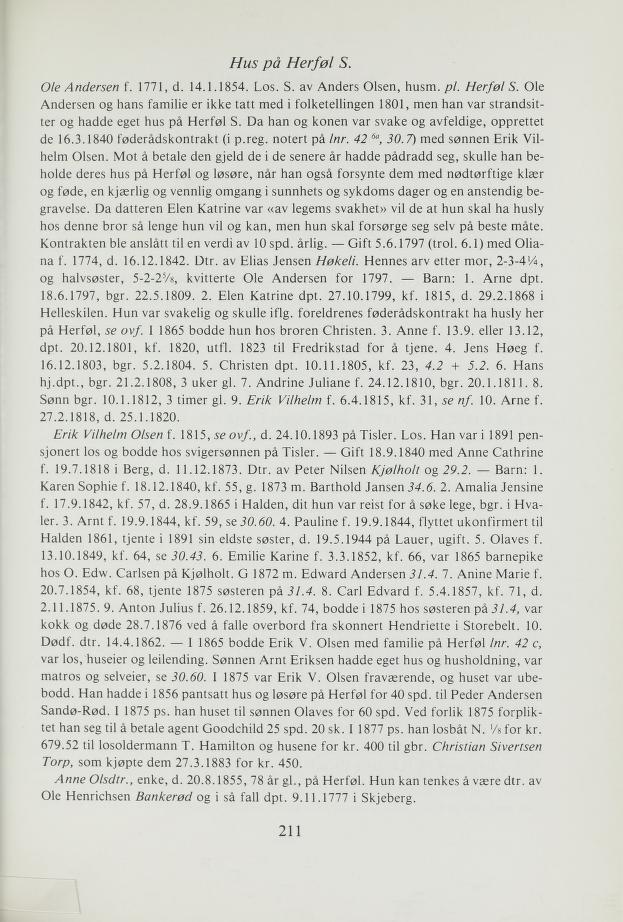 Hus på Herføl S.
Ole Andersen f. 1771, d. 14.1.1854. Los. S. av Anders Olsen, husm. pl. Herføl S. Ole
Andersen og hans familie er ikke tatt med i folketellingen 1801, men han var strandsit-
ter og hadde eget hus på Herføl S. Da han og konen var svake og avfeldige, opprettet
de 16.3.1840 føderådskontrakt (i p.reg. notert på lnr. 42 6a, 30.7) med sønnen Erik Vil-
helm Olsen. Mot å betale den gjeld de i de senere år hadde pådradd seg, skulle han be-
holde deres hus på Herføl og løsøre, når han også forsynte dem med nødtørftige klær
og føde, en kjærlig og vennlig omgang i sunnhets og sykdoms dager og en anstendig be-
gravelse. Da datteren Elen Katrine var «av legems svakhet» vil de at hun skal ha husly
hos denne bror så lenge hun vil og kan, men hun skal forsørge seg selv på beste måte.
Kontrakten ble anslått til en verdi av 10 spd. årlig. — Gift 5.6.1797 (trol. 6.1) med Olia-
na f. 1774, d. 16.12.1842. Dtr. av Elias Jensen Høkeli. Hennes arv etter mor, 2-3-4¼,
og halvsøster, 5-2-2⅜, kvitterte Ole Andersen for 1797. — Barn: 1. Arne dpt.
18.6.1797, bgr. 22.5.1809. 2. Elen Katrine dpt. 27.10.1799, kf. 1815, d. 29.2.1868 i
Helleskilen. Hun var svakelig og skulle iflg. foreldrenes føderådskontrakt ha husly her
på Herføl, se ovf. I 1865 bodde hun hos broren Christen. 3. Anne f. 13.9. eller 13.12,
dpt. 20.12.1801, kf. 1820, utfl. 1823 til Fredrikstad for å tjene. 4. Jens Høeg f.
16.12.1803, bgr. 5.2.1804. 5. Christen dpt. 10.11.1805, kf. 23, 4.2 + 5.2. 6. Hans
hj.dpt., bgr. 21.2.1808, 3 uker gl. 7. Andrine Juliane f. 24.12.1810, bgr. 20.1.1811. 8.
Sønn bgr. 10.1.1812, 3 timer gl. 9. Erik Vilhelm f. 6.4.1815, kf. 31, se nf. 10. Arne f.
27.2.1818, d. 25.1.1820.
Erik Vilhelm Olsen f. 1815, se ovf., d. 24.10.1893 på Tisler. Los. Han var i 1891 pen-
sjonert los og bodde hos svigersønnen på Tisler. — Gift 18.9.1840 med Anne Cathrine
f. 19.7.1818 i Berg, d. 11.12.1873. Dtr. av Peter Nilsen Kjølholt og 29.2. — Barn: 1.
Karen Sophie f. 18.12.1840, kf. 55, g. 1873 m. Barthold Jansen 34.6. 2. Amalia Jensine
f. 17.9.1842, kf. 57, d. 28.9.1865 i Halden, dit hun var reist for å søke lege, bgr. i Hva-
ler. 3. Arnt f. 19.9.1844, kf. 59, se 30.60. 4. Pauline f. 19.9.1844, flyttet ukonfirmert til
Halden 1861, tjente i 1891 sin eldste søster, d. 19.5.1944 på Lauer, ugift. 5. Olaves f.
13.10.1849, kf. 64, se 30.43. 6. Emilie Karine f. 3.3.1852, kf. 66, var 1865 barnepike
hos O. Edw. Carlsen på Kjølholt. G 1872 m. Edward Andersen 31.4. 7. Anine Marie f.
20.7.1854, kf. 68, tjente 1875 søsteren på 31.4. 8. Carl Edvard f. 5.4.1857, kf. 71, d.
2.11.1875. 9. Anton Julius f. 26.12.1859, kf. 74, bodde i 1875 hos søsteren på 31.4, var
kokk og døde 28.7.1876 ved å falle overbord fra skonnert Hendriette i Storebelt. 10.
Dødf. dtr. 14.4.1862. — I 1865 bodde Erik V. Olsen med familie på Herføl lnr. 42 c,
var los, huseier og leilending. Sønnen Arnt Eriksen hadde eget hus og husholdning, var
matros og selveier, se 30.60. I 1875 var Erik V. Olsen fraværende, og huset var ube-
bodd. Han hadde i 1856 pantsatt hus og løsøre på Herføl for 40 spd. til Peder Andersen
Sandø-Rød. I 1875 ps. han huset til sønnen Olaves for 60 spd. Ved forlik 1875 forplik-
tet han seg til å betale agent Goodchild 25 spd. 20 sk. I 1877 ps. han losbåt N. ⅛ for kr.
679.52 til losoldermann T. Hamilton og husene for kr. 400 til gbr. Christian Sivertsen
Torp, som kjøpte dem 27.3.1883 for kr. 450.
Anne Olsdtr., enke, d. 20.8.1855, 78 år gl., på Herføl. Hun kan tenkes å være dtr. av
Ole Henrichsen Bankerød og i så fall dpt. 9.11.1777 i Skjeberg.
211